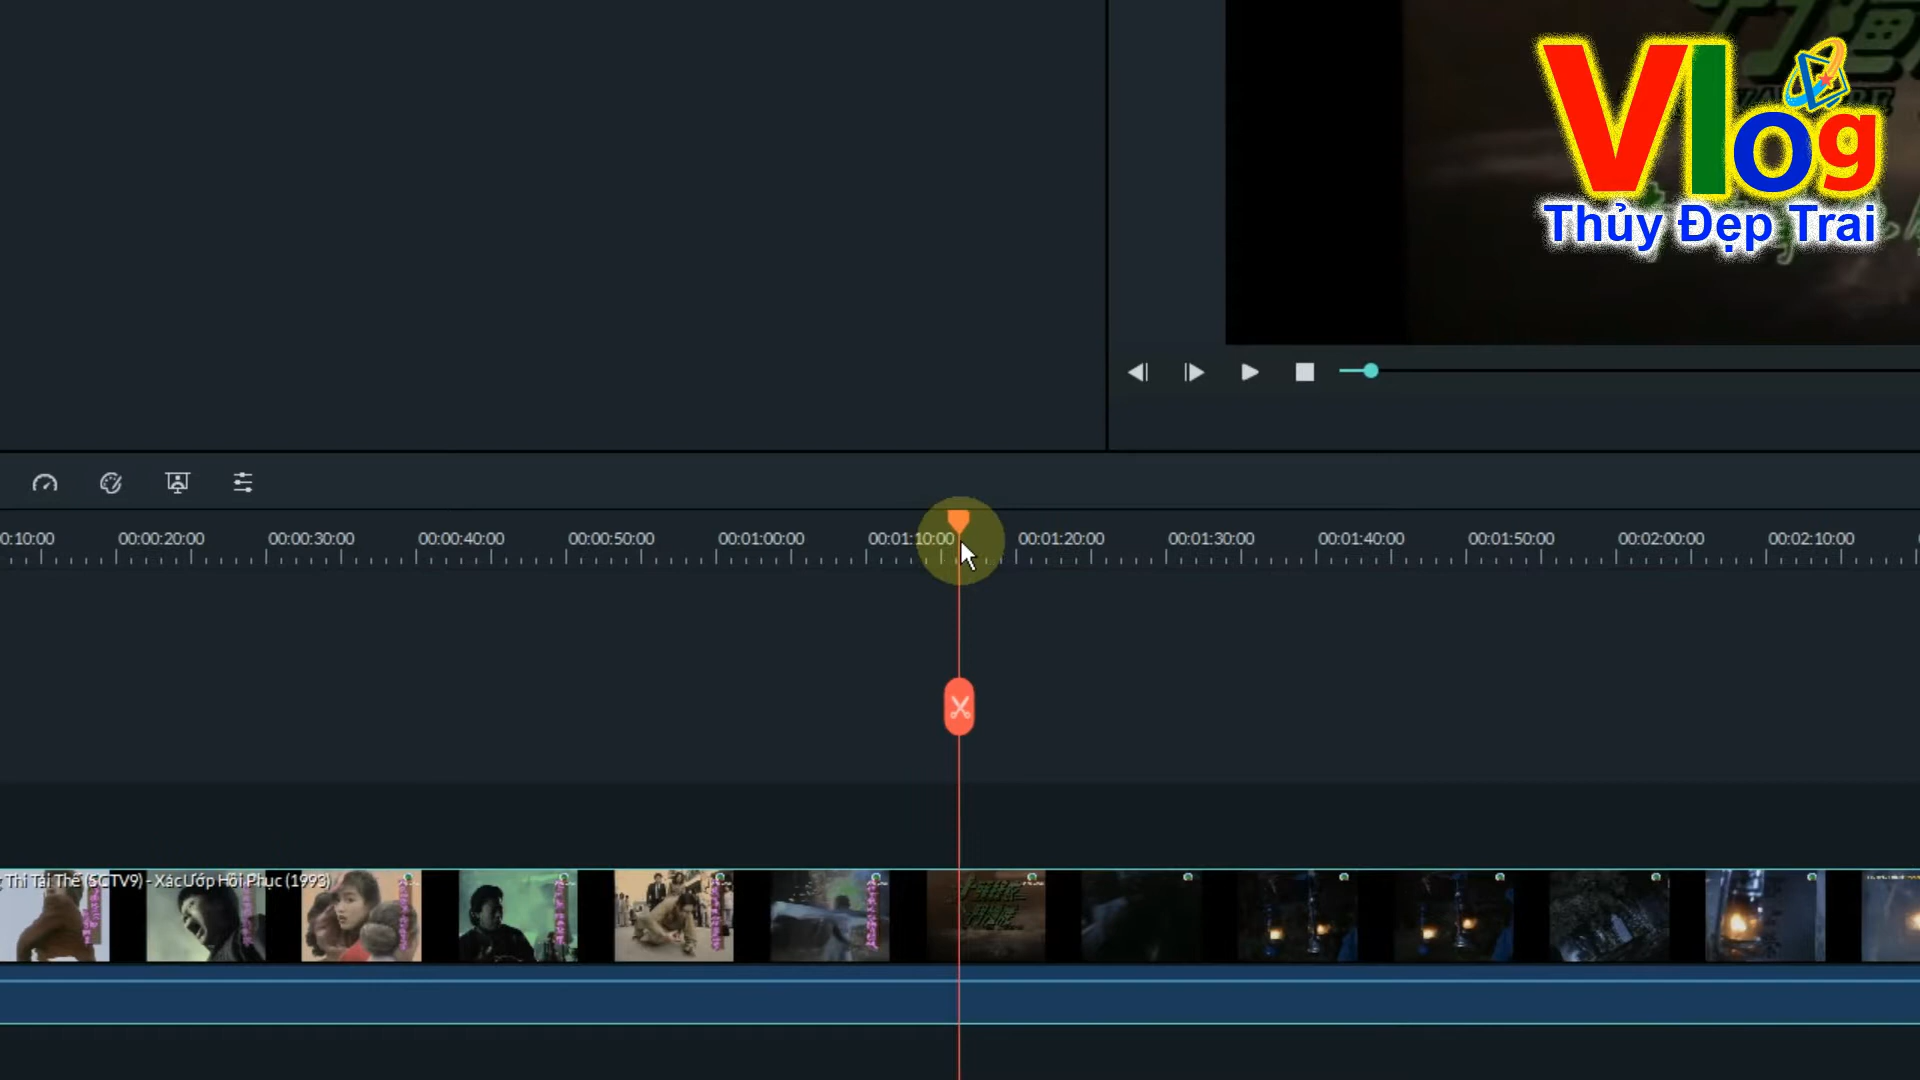 Vlog
Thủy Đẹp Trai
0:10:00 00:00:20:00 00:00:30:00 00:00:40:00 00:00:50:00 00:01:00:00 00:01:10:00 00:01:20:00 00:01:30:00 00:01:40:00 00:01:50:00 00:02:00:00 00:02:10:00
Thi Tài Thế (SCTV9) - Xác Ướp Hồi Phục (1993)